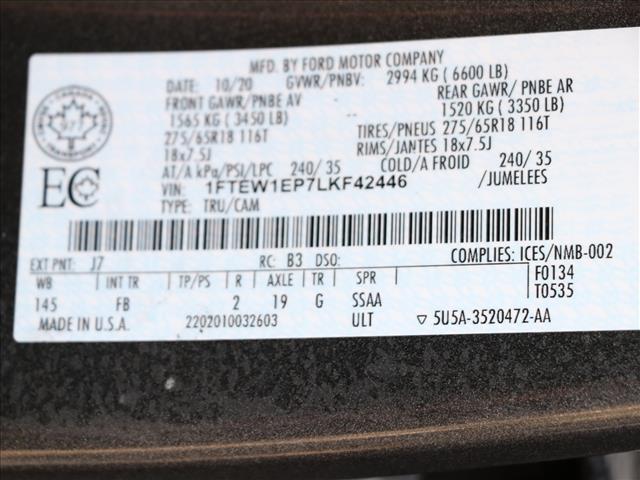 MFD. BY FORD MOTOR COMPANY
DATE: 10/20 GVWR/PNBV: 2994 KG ( 6600 LB)
FRONT GAWR/PNBE AV REAR GAWR/ PNBE AR
1565 KG ( 3450 LB) 1520 KG ( 3350 LB)
275/65R18 116T TIRES/PNEUS 275/65R18 116T
18x7.5J RIMS/JANTES 18x7.5J
AT/A kPa/PSI/LPC 240/ 35 COLD/A FROID 240/ 35
VIN: 1FTEW1EP7LKF42446 /JUMELEES
TYPE: TRU/CAM
EC
EXT PNT: J7 RC: B3 DSO: COMPLIES: ICES/NMB-002
WB INT TR TP/PS R AXLE TR SPR F0134
145 FB 2 19 G SSAA T0535
MADE IN U.S.A. 2202010032603 ULT ▽ 5U5A-3520472-AA